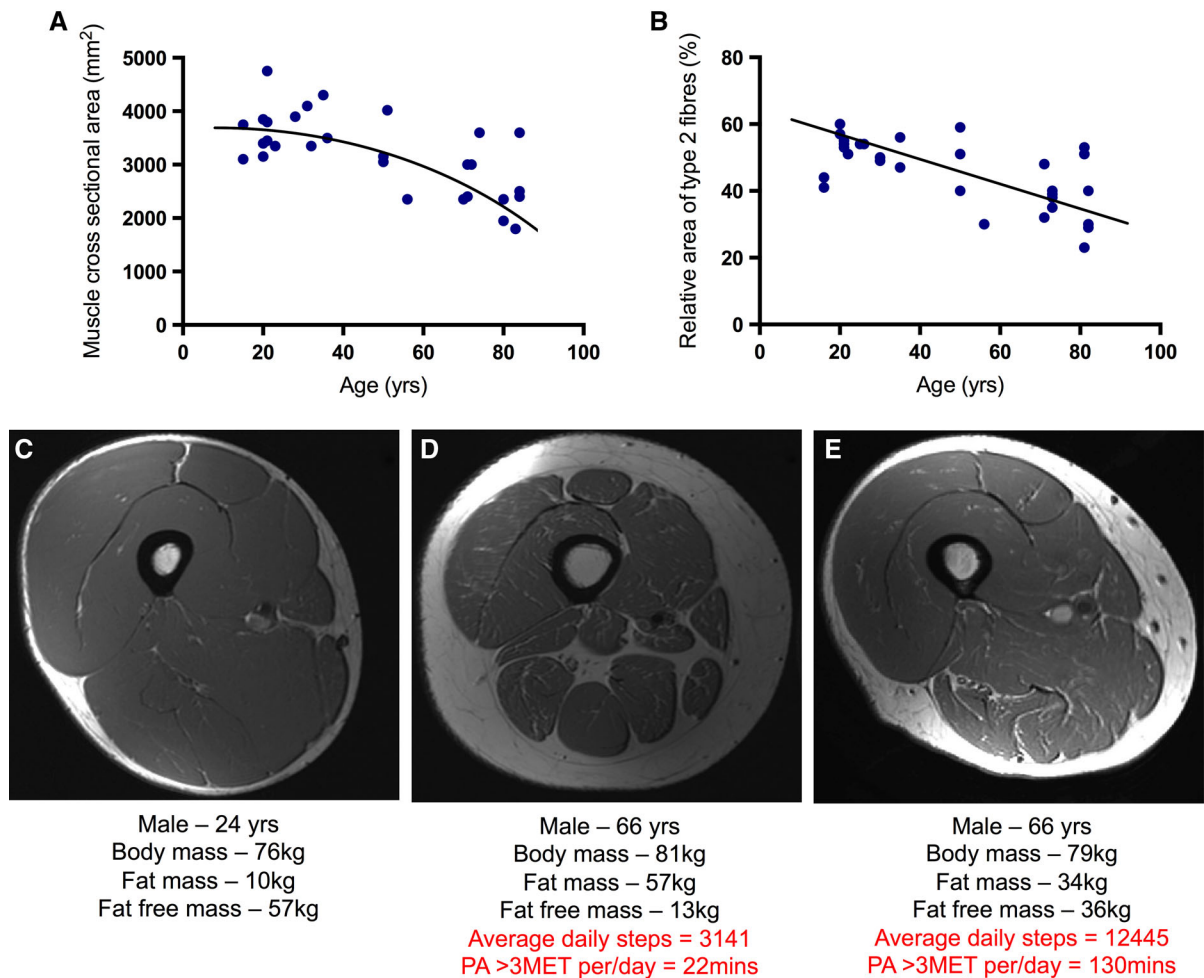 A
Muscle cross sectional area (mm²)
5000
4000
3000
2000
1000
0
0 20 40 60 80 100
Age (yrs)
B
Relative area of type 2 fibres (%)
80
60
40
20
0
0 20 40 60 80 100
Age (yrs)
C
Male – 24 yrs
Body mass – 76kg
Fat mass – 10kg
Fat free mass – 57kg
D
Male – 66 yrs
Body mass – 81kg
Fat mass – 57kg
Fat free mass – 13kg
Average daily steps = 3141
PA >3MET per/day = 22mins
E
Male – 66 yrs
Body mass – 79kg
Fat mass – 34kg
Fat free mass – 36kg
Average daily steps = 12445
PA >3MET per/day = 130mins